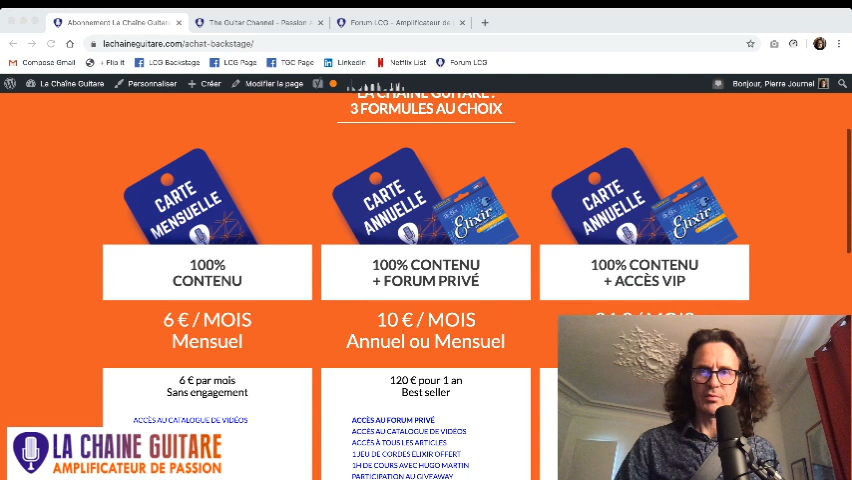 Abonnement La Chaîne Guitare
The Guitar Channel - Passion A
Forum LCG - Amplificateur de
lachaineguitare.com/achat-backstage/
Compose Gmail
+ Flip it
LCG Backstage
LCG Page
TGC Page
LinkedIn
Netflix List
Forum LCG
La Chaîne Guitare
Personnaliser
Créer
Modifier la page
Bonjour, Pierre Journel
LA CHAÎNE GUITARE :
3 FORMULES AU CHOIX
CARTE
MENSUELLE
CARTE
ANNUELLE
Elixir
CARTE
ANNUELLE
Elixir
100%
CONTENU
100% CONTENU
+ FORUM PRIVÉ
100% CONTENU
+ ACCÈS VIP
6 € / MOIS
Mensuel
10 € / MOIS
Annuel ou Mensuel
6 € par mois
Sans engagement
120 € pour 1 an
Best seller
ACCÈS AU CATALOGUE DE VIDÉOS
ACCÈS AU FORUM PRIVÉ
ACCÈS AU CATALOGUE DE VIDÉOS
ACCÈS À TOUS LES ARTICLES
1 JEU DE CORDES ELIXIR OFFERT
1H DE COURS AVEC HUGO MARTIN
PARTICIPATION AU GIVEAWAY
LA CHAINE GUITARE
AMPLIFICATEUR DE PASSION